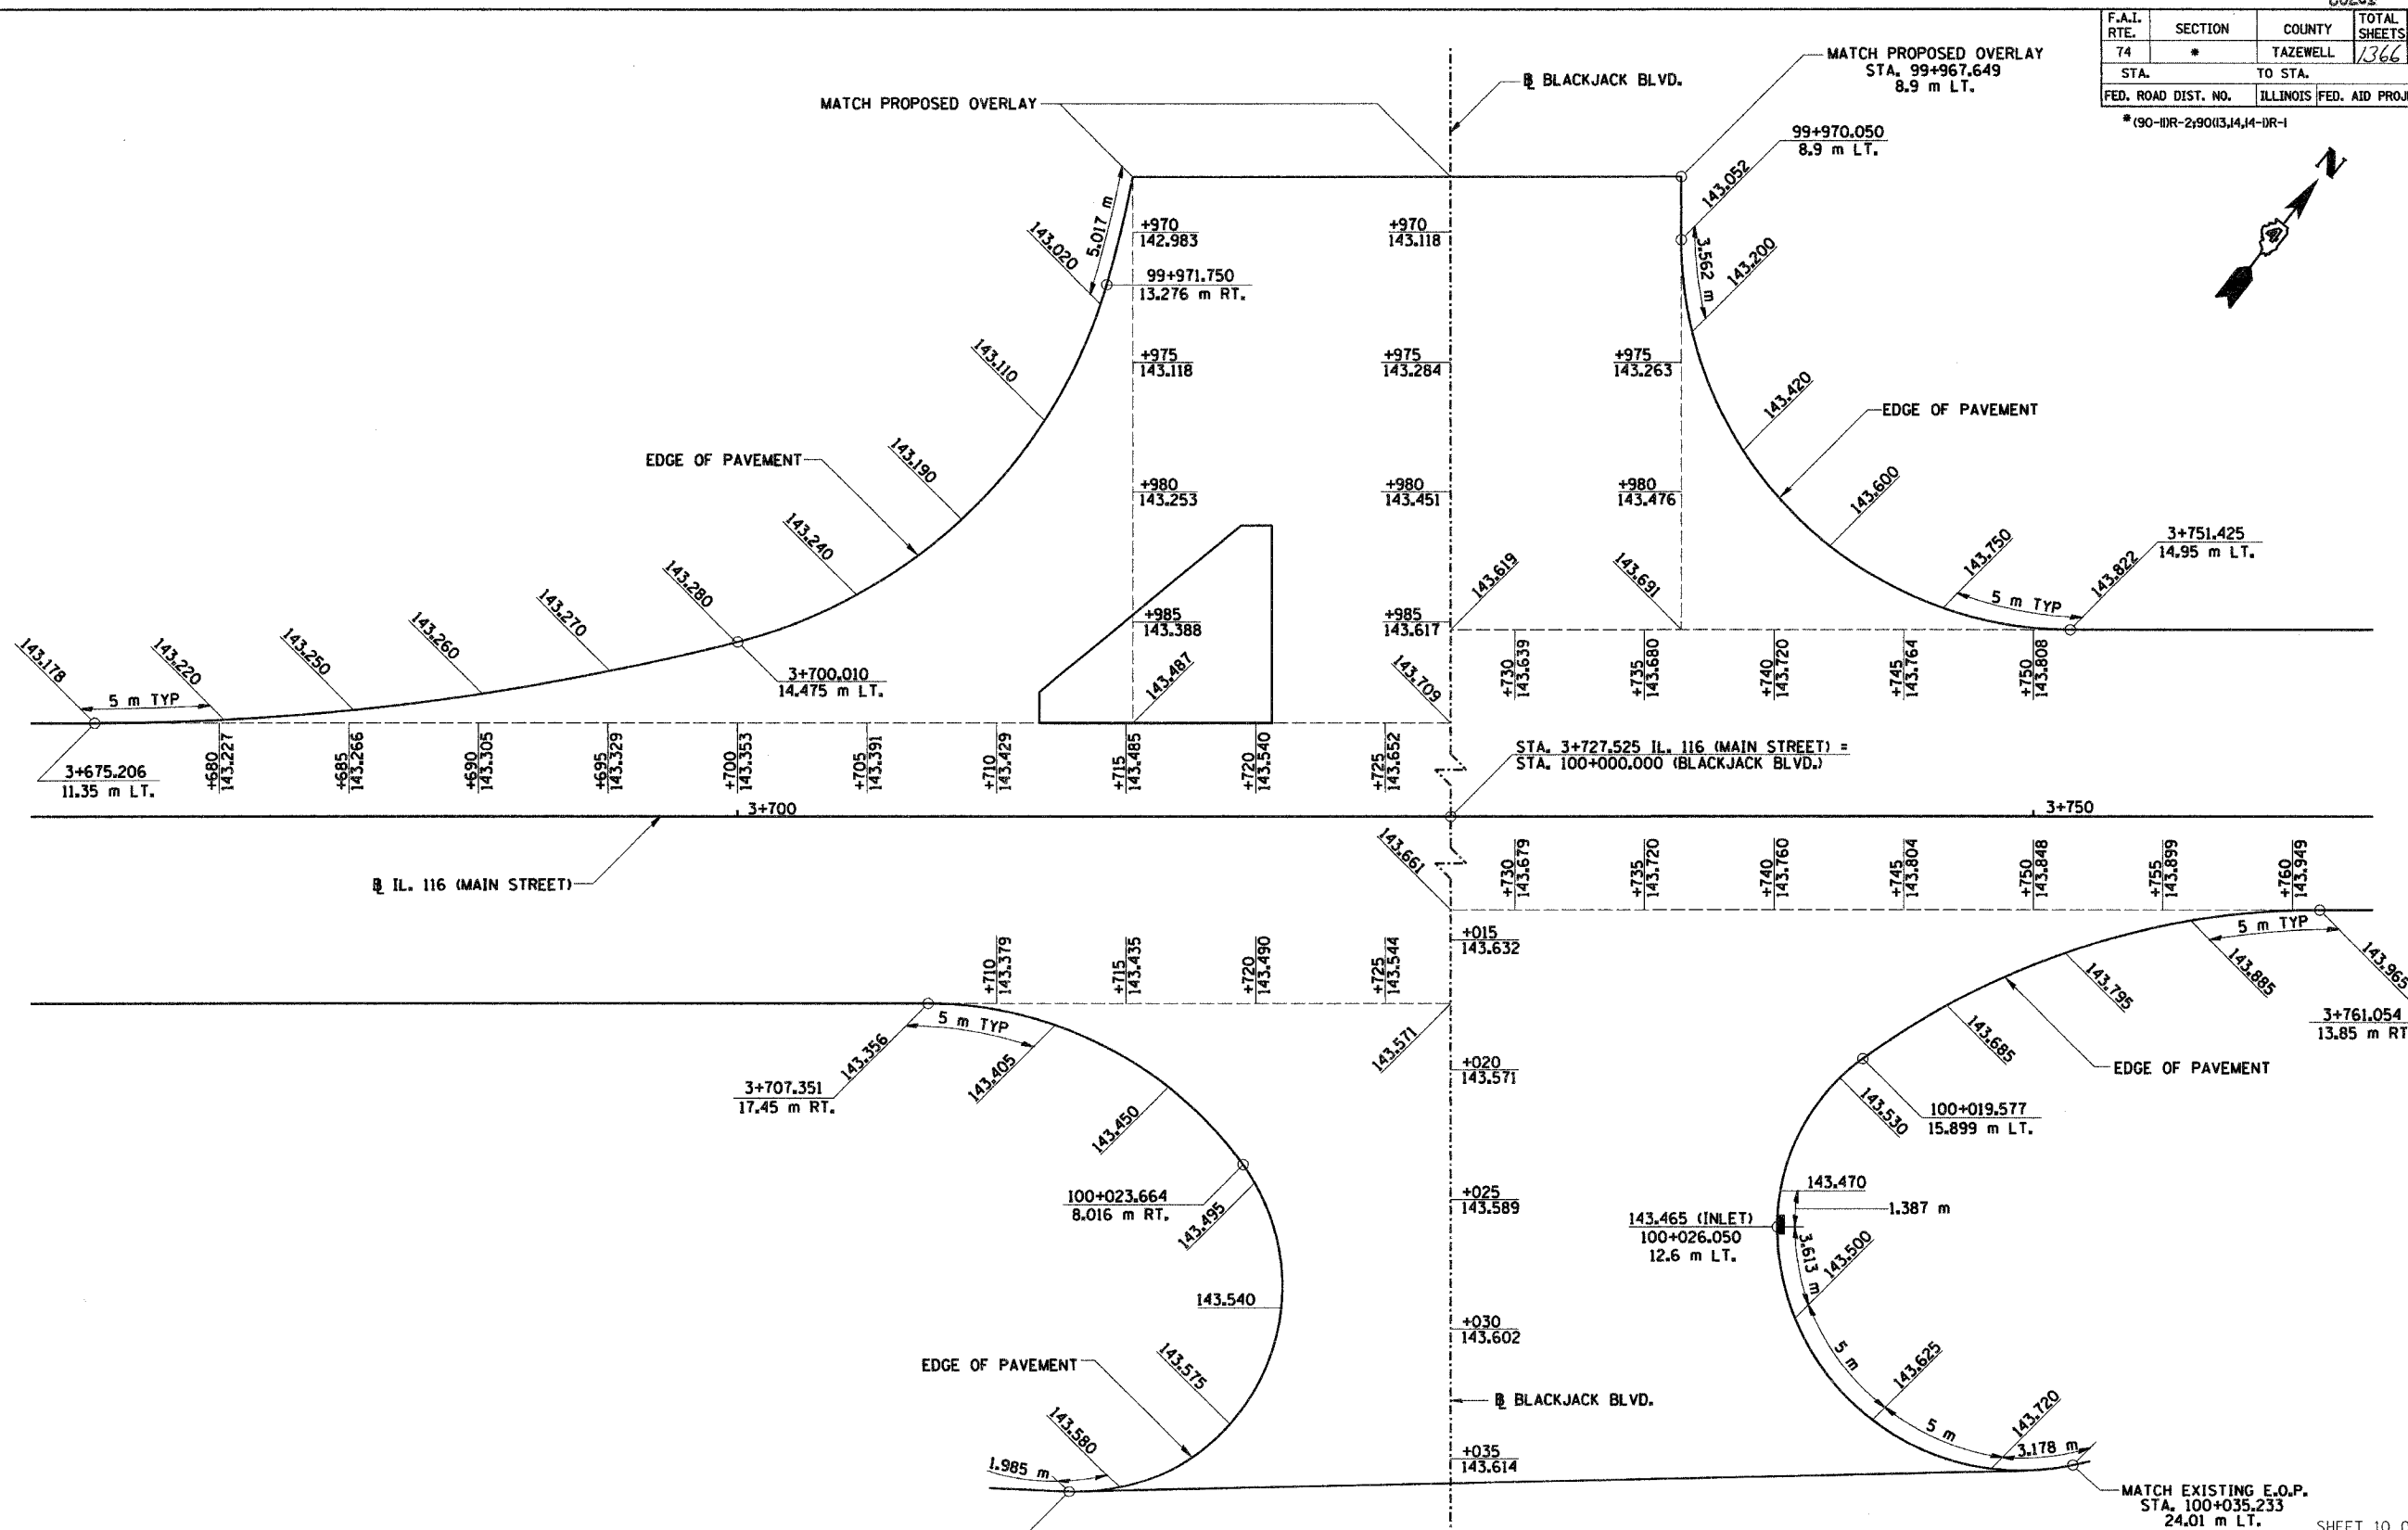 F.A.I. RTE. SECTION COUNTY TOTAL SHEETS
74 * TAZEWELL 1366
STA. TO STA.
FED. ROAD DIST. NO. ILLINOIS FED. AID
*(90-11)R-2;90(13,14,14-1)R-1
N
4
MATCH PROPOSED OVERLAY
℄ BLACKJACK BLVD.
MATCH PROPOSED OVERLAY
STA. 99+967.649
8.9 m LT.
99+970.050
8.9 m LT.
143.052
5.017 m
143.020
+970
142.983
+970
143.118
3.562 m
143.200
99+971.750
13.276 m RT.
143.110
+975
143.118
+975
143.284
+975
143.263
143.420
EDGE OF PAVEMENT
EDGE OF PAVEMENT
143.190
+980
143.253
+980
143.451
+980
143.476
143.600
143.240
143.280
+985
143.388
+985
143.617
143.619
143.691
143.750
5 m TYP
143.822
3+751.425
14.95 m LT.
143.178
5 m TYP
143.220
143.250
143.260
143.270
3+700.010
14.475 m LT.
143.487
143.709
+730
143.639
+735
143.680
+740
143.720
+745
143.764
+750
143.808
3+675.206
11.35 m LT.
+680
143.227
+685
143.266
+690
143.305
+695
143.329
+700
143.353
+705
143.391
+710
143.429
+715
143.485
+720
143.540
+725
143.652
STA. 3+727.525 IL. 116 (MAIN STREET) =
STA. 100+000.000 (BLACKJACK BLVD.)
3+700
3+750
℄ IL. 116 (MAIN STREET)
143.661
+730
143.679
+735
143.720
+740
143.760
+745
143.804
+750
143.848
+755
143.899
+760
143.949
+710
143.379
+715
143.435
+720
143.490
+725
143.544
+015
143.632
5 m TYP
143.965
3+761.054
13.85 m RT
143.885
143.795
143.685
EDGE OF PAVEMENT
5 m TYP
143.356
3+707.351
17.45 m RT.
143.405
143.571
+020
143.571
143.450
143.530
100+019.577
15.899 m LT.
100+023.664
8.016 m RT.
143.495
+025
143.589
143.470
1.387 m
143.465 (INLET)
100+026.050
12.6 m LT.
3.613 m
143.500
143.540
+030
143.602
EDGE OF PAVEMENT
143.575
5 m
143.625
℄ BLACKJACK BLVD.
143.580
1.985 m
+035
143.614
5 m
143.720
3.178 m
MATCH EXISTING E.O.P.
STA. 100+035.233
24.01 m LT.
SHEET 10